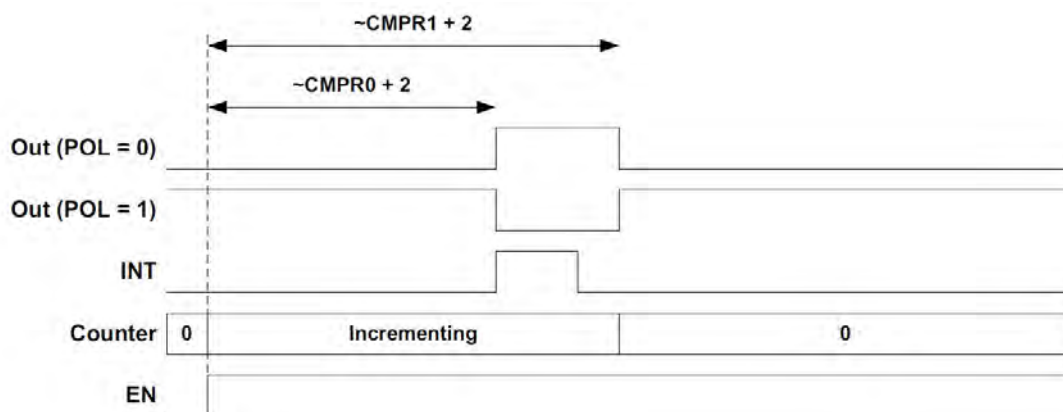 ~CMPR1 + 2
~CMPR0 + 2
Out (POL = 0)
Out (POL = 1)
INT
Counter 0 Incrementing 0
EN